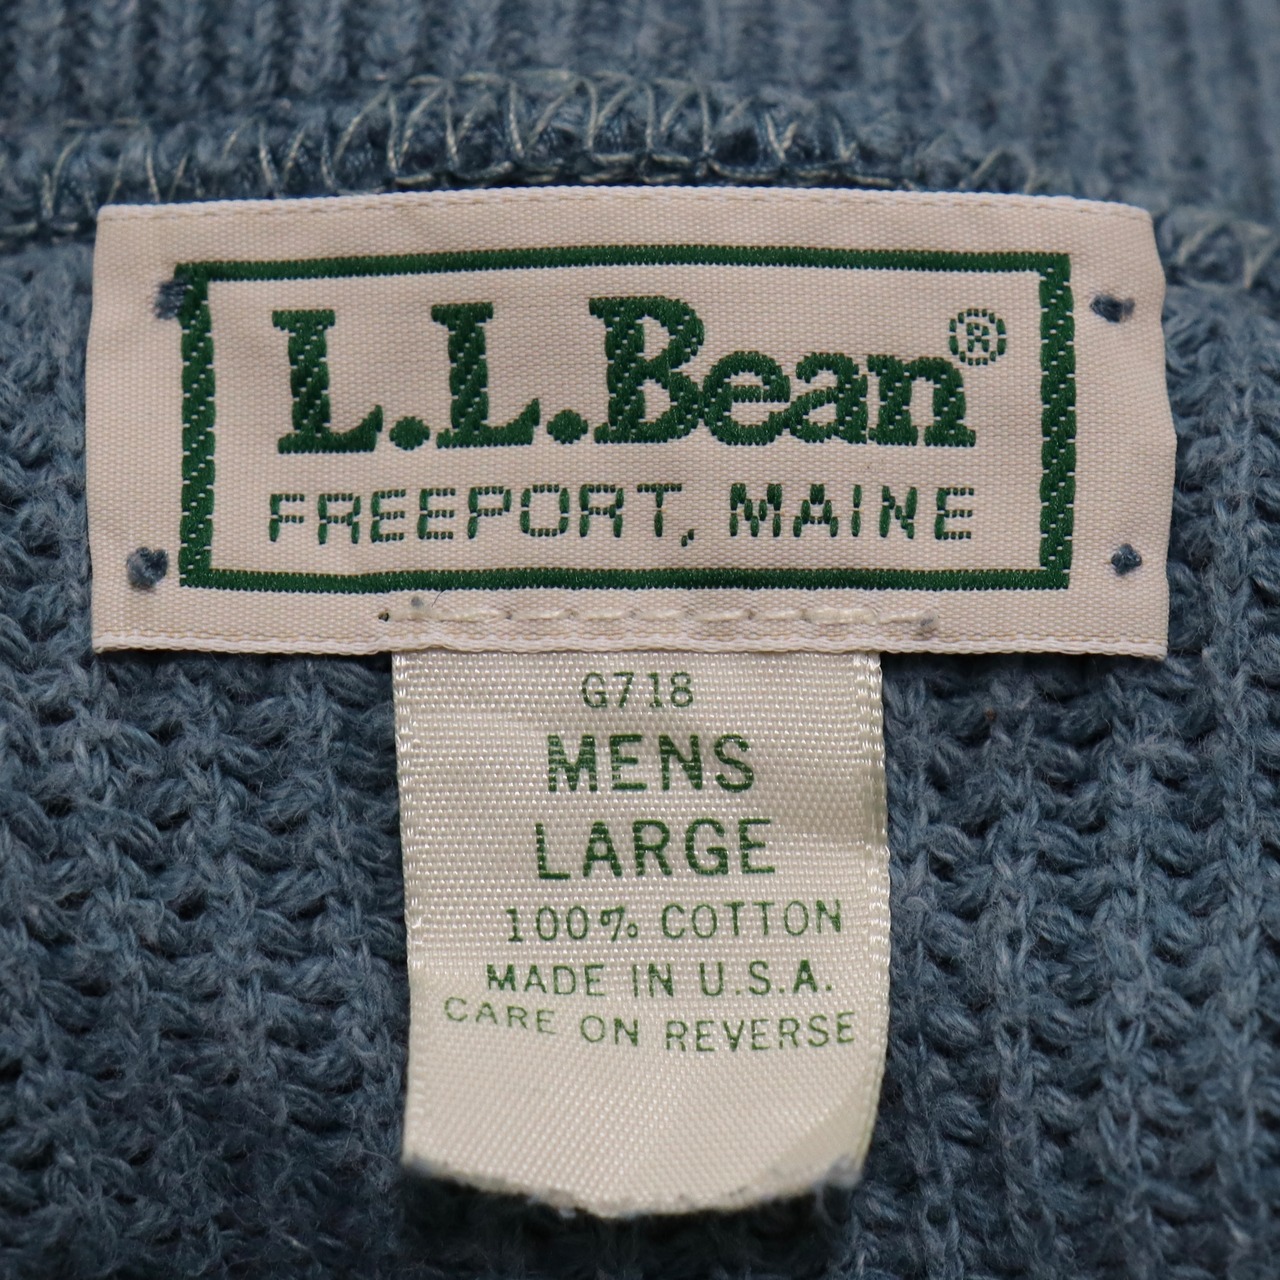 L.L.Bean®
FREEPORT, MAINE
G718
MENS
LARGE
100% COTTON
MADE IN U.S.A.
CARE ON REVERSE